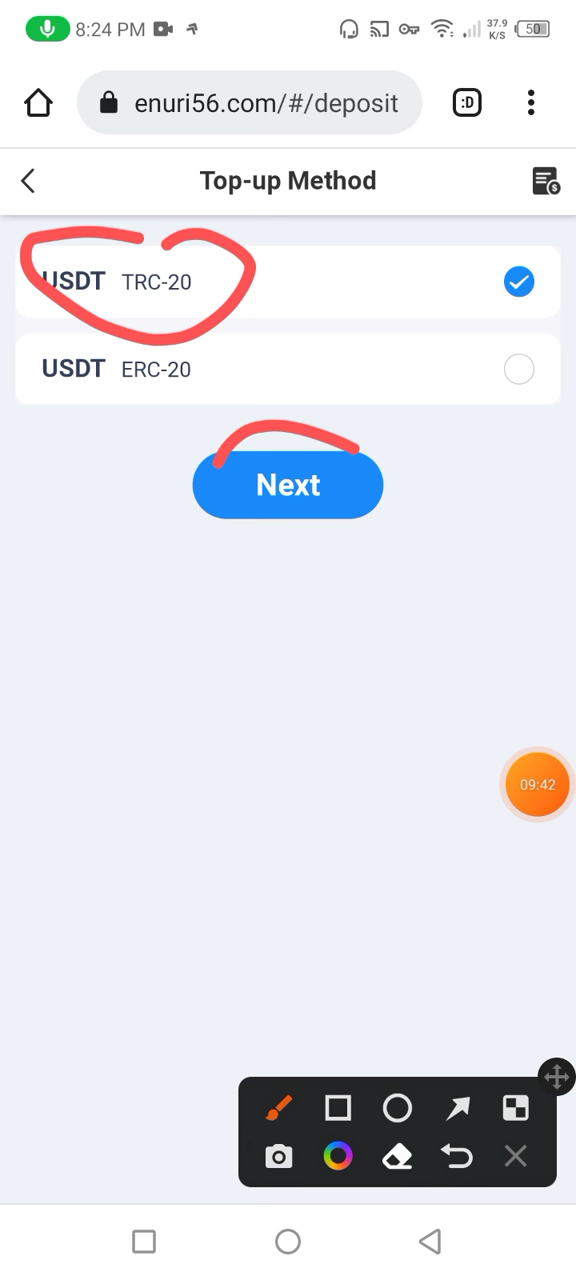 8:24 PM
37.9
K/S
50
enuri56.com/#/deposit
:D
Top-up Method
USDT TRC-20
USDT ERC-20
Next
09:42